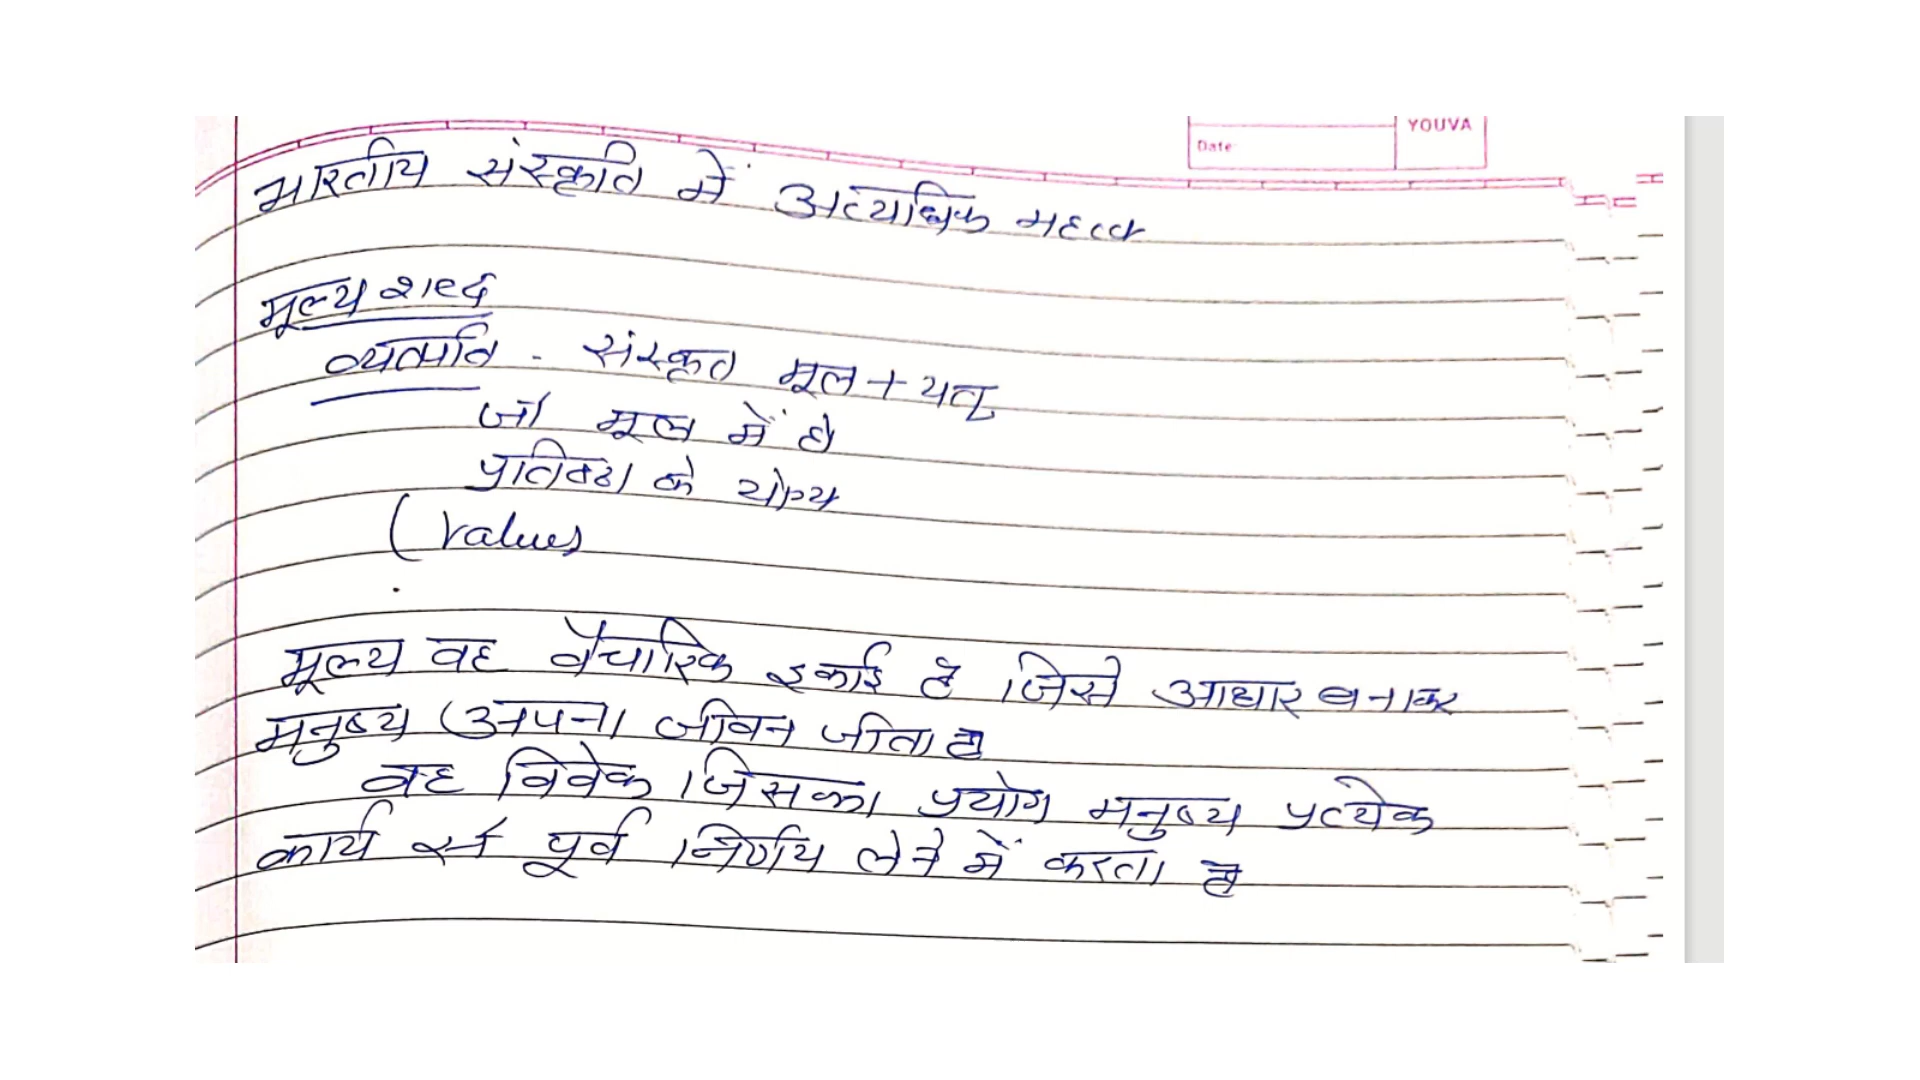 YOUVA
Date
भारतीय संस्कृति में अत्याधिक महत्व
मूल्य शब्द
व्यत्पति - संस्कृत मूल + यत्
जो मूल में हो
प्रतिष्ठा के योग्य
(values
मूल्य वह वैचारिक इकाई है जिसे आधार बनाकर
मनुष्य (अपना जीवन जीता है
वह विवेक जिसका प्रयोग मनुष्य प्रत्येक
कार्य से पूर्व निर्णय लेने में करता है